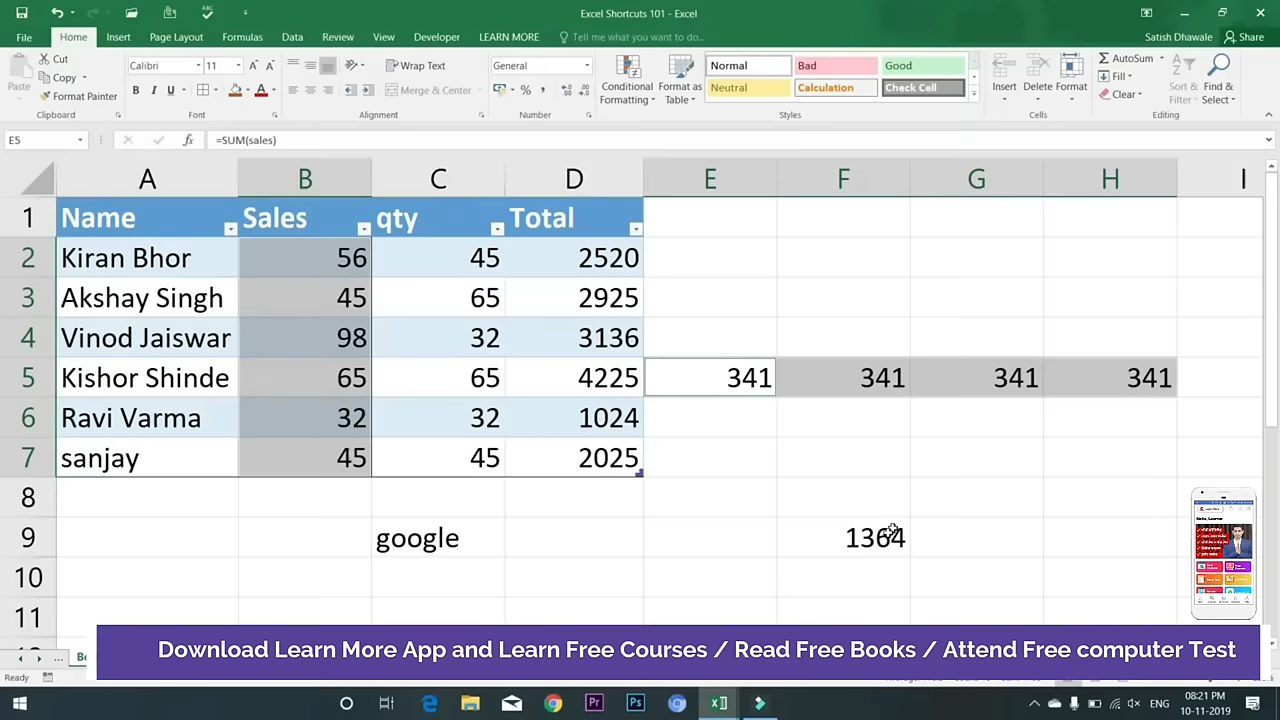 Excel Shortcuts 101 - Excel
File Home Insert Page Layout Formulas Data Review View Developer LEARN MORE Tell me what you want to do... Satish Dhawale Share
Paste Cut Copy Format Painter Clipboard
Calibri 11 B I U A Font
Wrap Text Merge & Center Alignment
General % , Number
Conditional Formatting Format as Table
Normal Bad Good
Neutral Calculation Check Cell
Styles
Insert Delete Format Cells
AutoSum Fill Clear Sort & Filter Find & Select Editing
E5 fx =SUM(sales)
A B C D E F G H I
1 Name Sales qty Total
2 Kiran Bhor 56 45 2520
3 Akshay Singh 45 65 2925
4 Vinod Jaiswar 98 32 3136
5 Kishor Shinde 65 65 4225 341 341 341 341
6 Ravi Varma 32 32 1024
7 sanjay 45 45 2025
8
9 google 1364
10
11
Download Learn More App and Learn Free Courses / Read Free Books / Attend Free computer Test
Ready
Pr Ps ENG 08:21 PM
10-11-2019